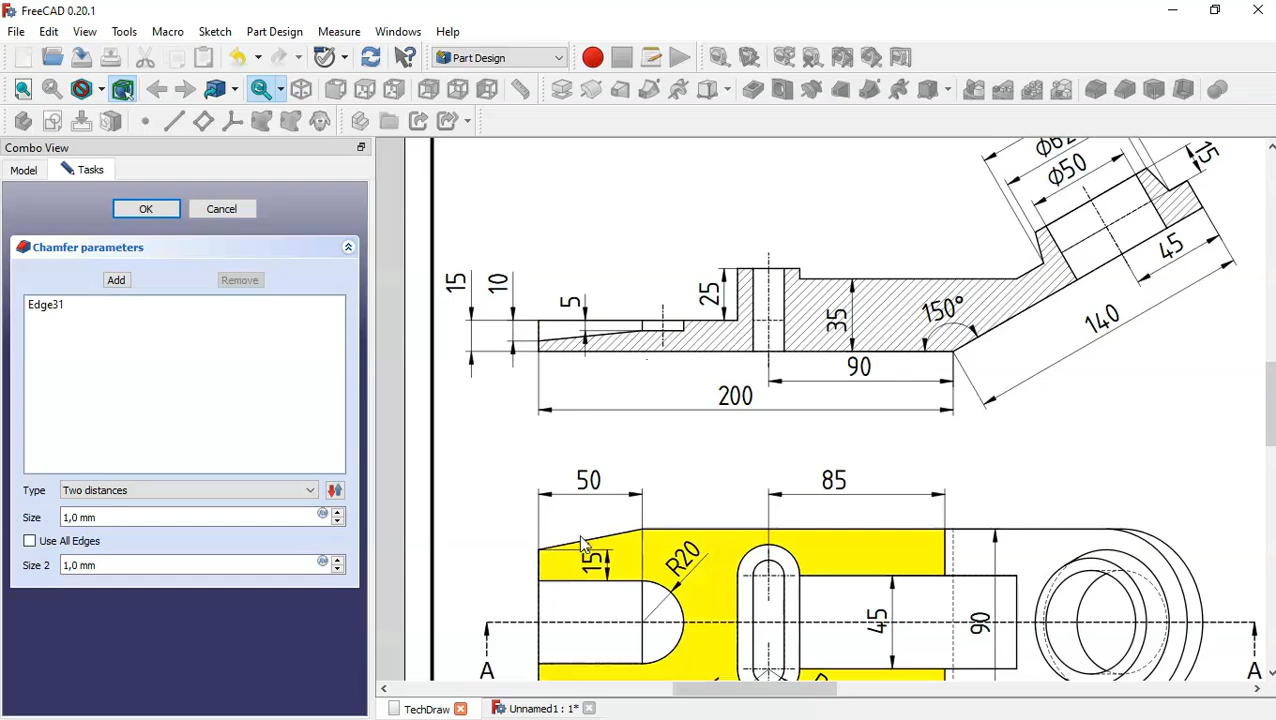 FreeCAD 0.20.1
File Edit View Tools Macro Sketch Part Design Measure Windows Help
Part Design
Combo View
Model Tasks
OK Cancel
Chamfer parameters
Add Remove
Edge31
Type Two distances
Size 1,0 mm
Use All Edges
Size 2 1,0 mm
Φ50
15
45
140
15
10
5
25
35
150°
90
200
50
85
15
R20
45
90
A
A
TechDraw Unnamed1 : 1*